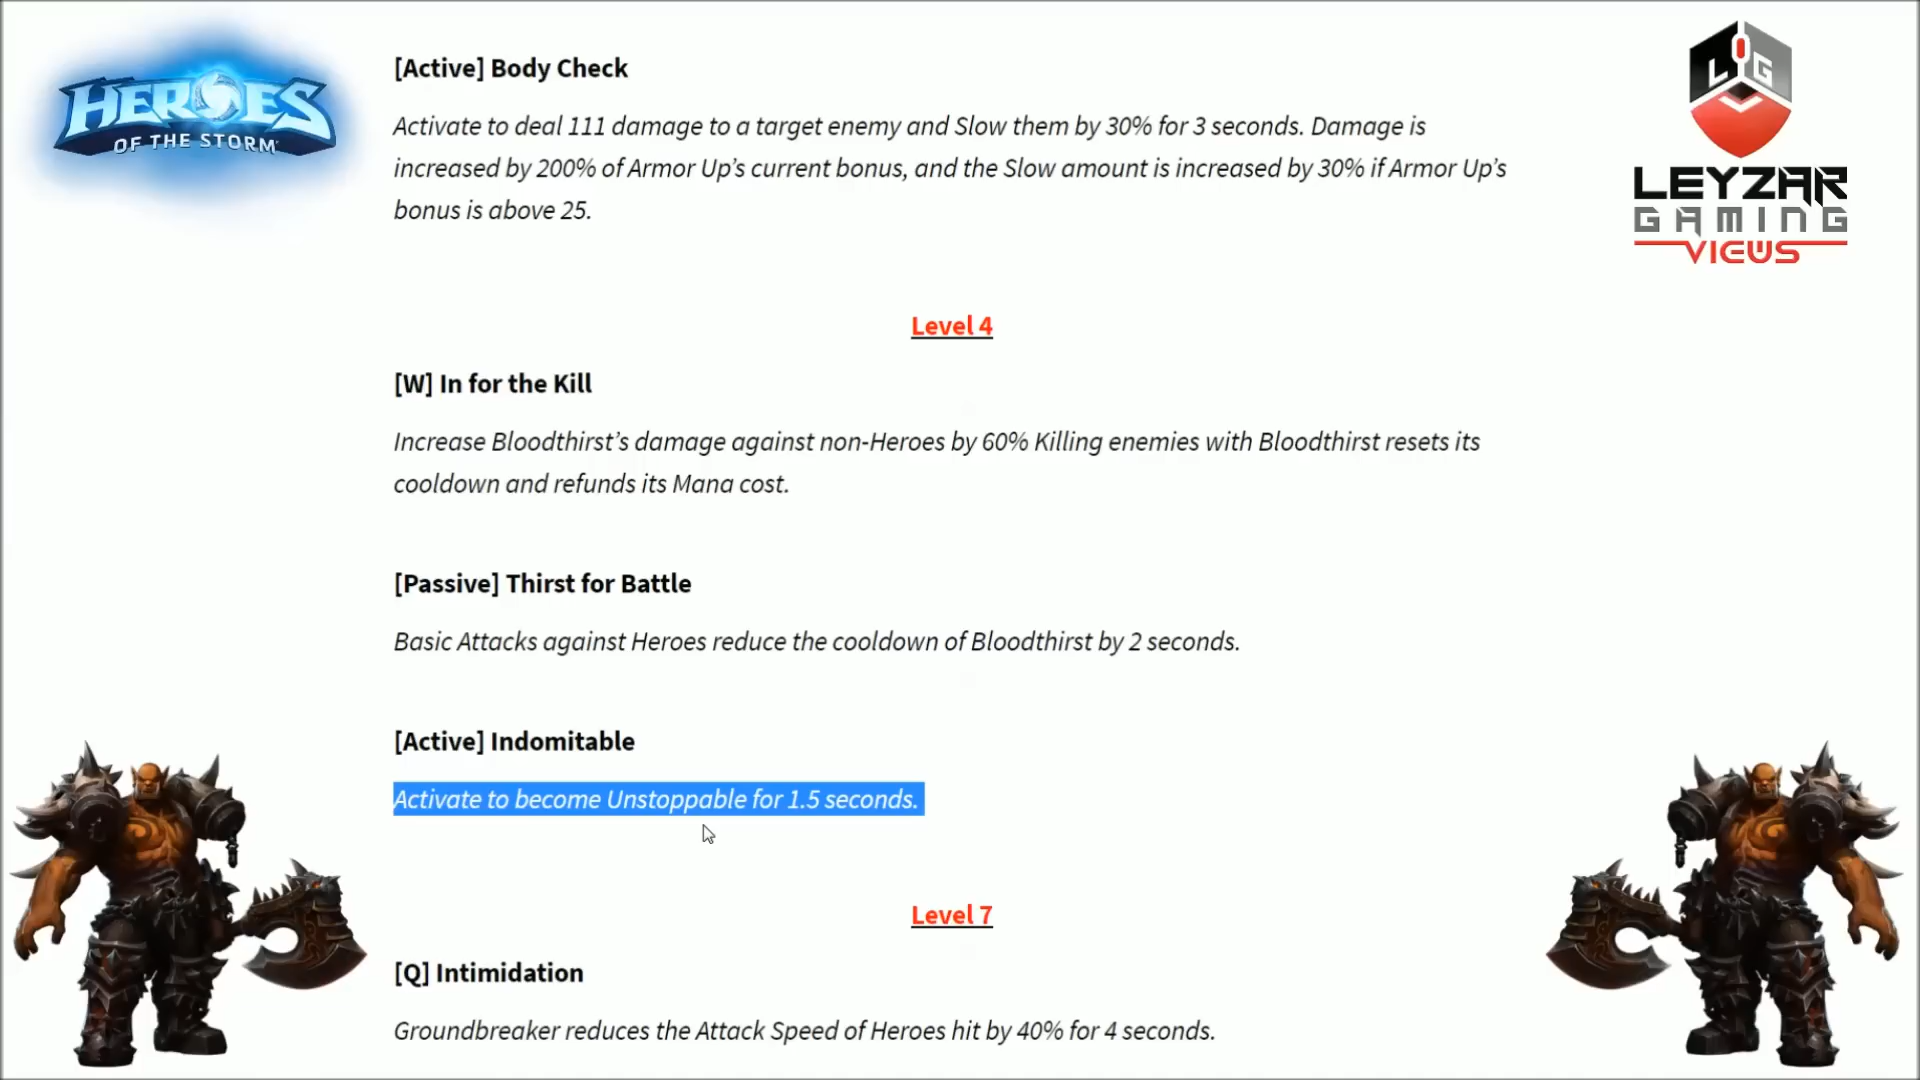 HEROES
OF THE STORM
LG
LEYZAR
GAMING
VIEWS
[Active] Body Check
Activate to deal 111 damage to a target enemy and Slow them by 30% for 3 seconds. Damage is
increased by 200% of Armor Up’s current bonus, and the Slow amount is increased by 30% if Armor Up’s
bonus is above 25.
Level 4
[W] In for the Kill
Increase Bloodthirst’s damage against non-Heroes by 60% Killing enemies with Bloodthirst resets its
cooldown and refunds its Mana cost.
[Passive] Thirst for Battle
Basic Attacks against Heroes reduce the cooldown of Bloodthirst by 2 seconds.
[Active] Indomitable
Activate to become Unstoppable for 1.5 seconds.
Level 7
[Q] Intimidation
Groundbreaker reduces the Attack Speed of Heroes hit by 40% for 4 seconds.